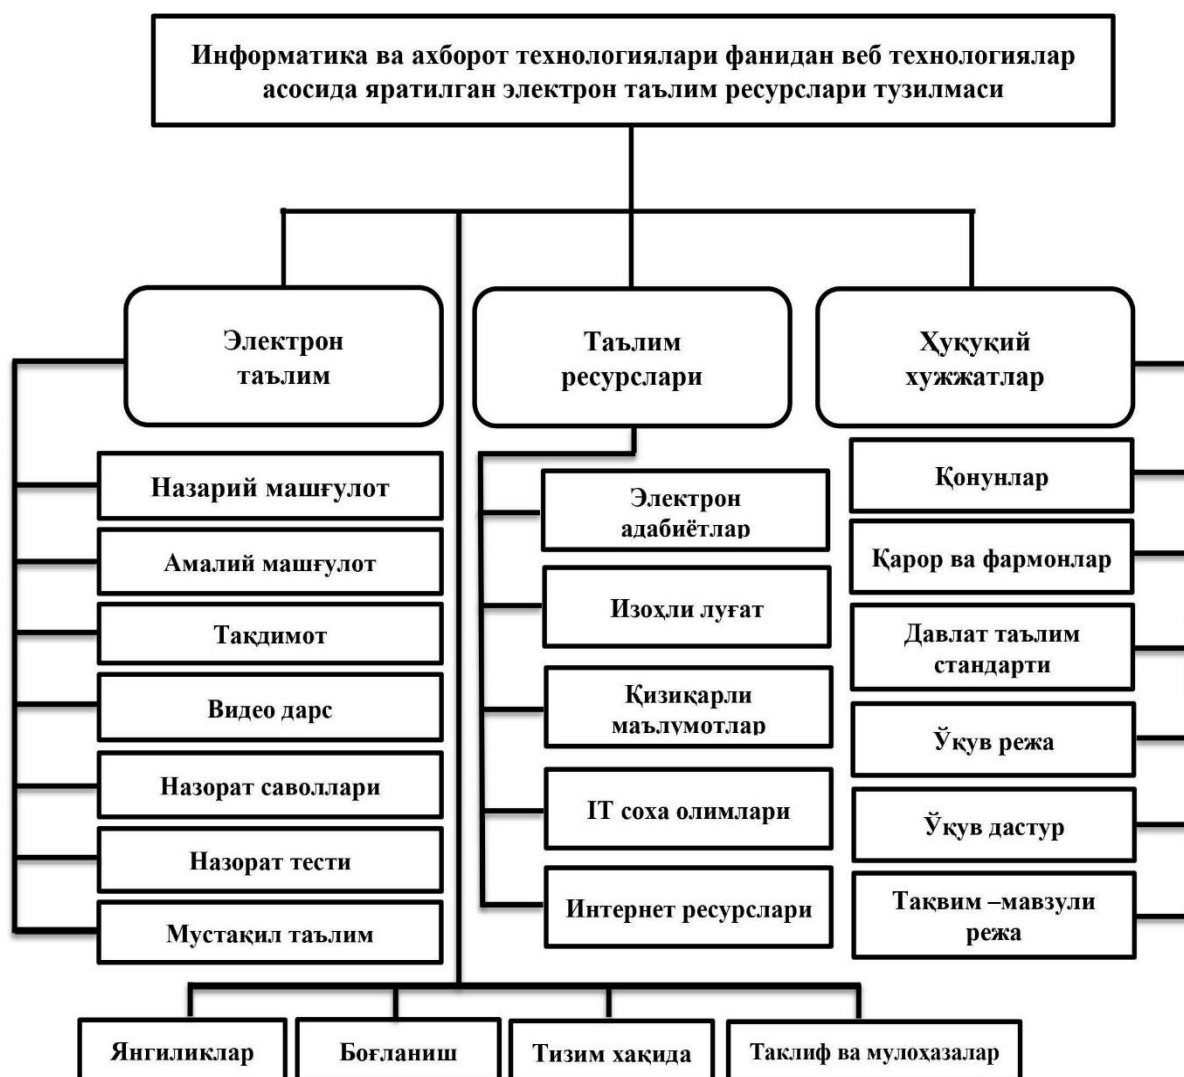 Информатика ва ахборот технологиялари фанидан веб технологиялар
асосида яратилган электрон таълим ресурслари тузилмаси
Электрон
таълим
Назарий машғулот
Амалий машғулот
Тақдимот
Видео дарс
Назорат саволлари
Назорат тести
Мустақил таълим
Таълим
ресурслари
Электрон
адабиётлар
Изоҳли луғат
Қизиқарли
маълумотлар
IT соха олимлари
Интернет ресурслари
Ҳуқуқий
хужжатлар
Қонунлар
Қарор ва фармонлар
Давлат таълим
стандарти
Ўқув режа
Ўқув дастур
Тақвим –мавзули
режа
Янгиликлар
Боғланиш
Тизим хақида
Таклиф ва мулоҳазалар